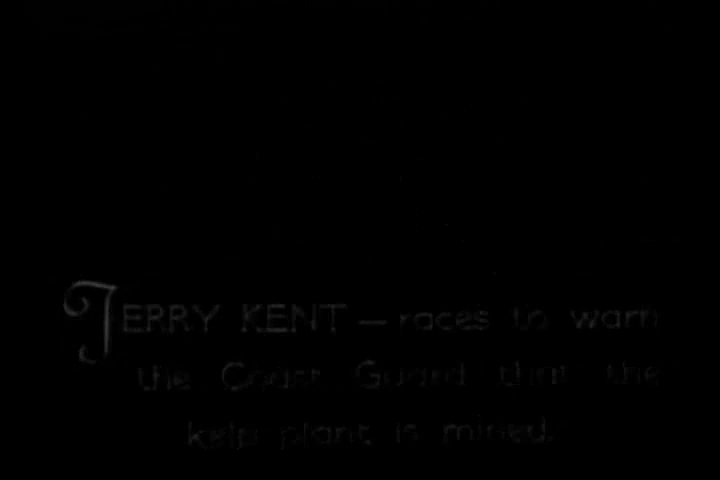 JERRY KENT — races to warn
the Coast Guard that the
kelp plant is mined.